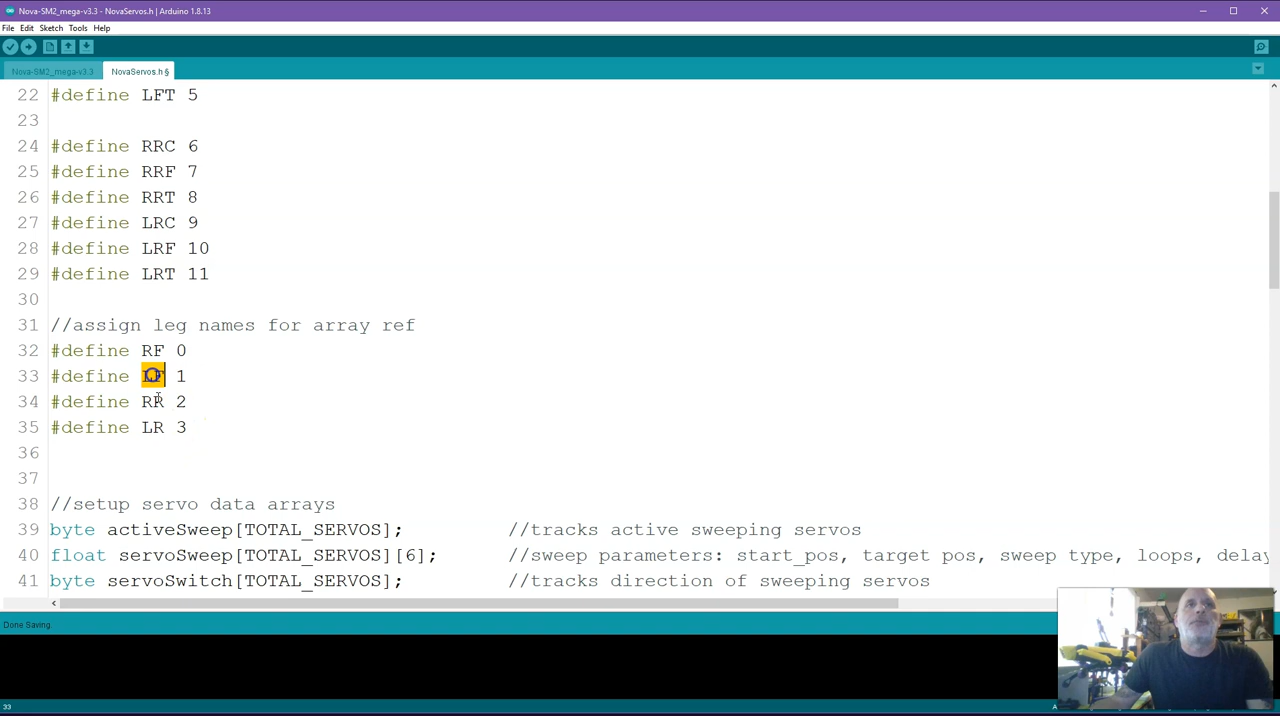 Nova-SM2_mega-v3.3 - NovaServos.h | Arduino 1.8.13
File Edit Sketch Tools Help
Nova-SM2_mega-v3.3 NovaServos.h §
22 #define LFT 5
23
24 #define RRC 6
25 #define RRF 7
26 #define RRT 8
27 #define LRC 9
28 #define LRF 10
29 #define LRT 11
30
31 //assign leg names for array ref
32 #define RF 0
33 #define LF 1
34 #define RR 2
35 #define LR 3
36
37
38 //setup servo data arrays
39 byte activeSweep[TOTAL_SERVOS]; //tracks active sweeping servos
40 float servoSweep[TOTAL_SERVOS][6]; //sweep parameters: start_pos, target pos, sweep type, loops, delay
41 byte servoSwitch[TOTAL_SERVOS]; //tracks direction of sweeping servos
Done Saving.
33